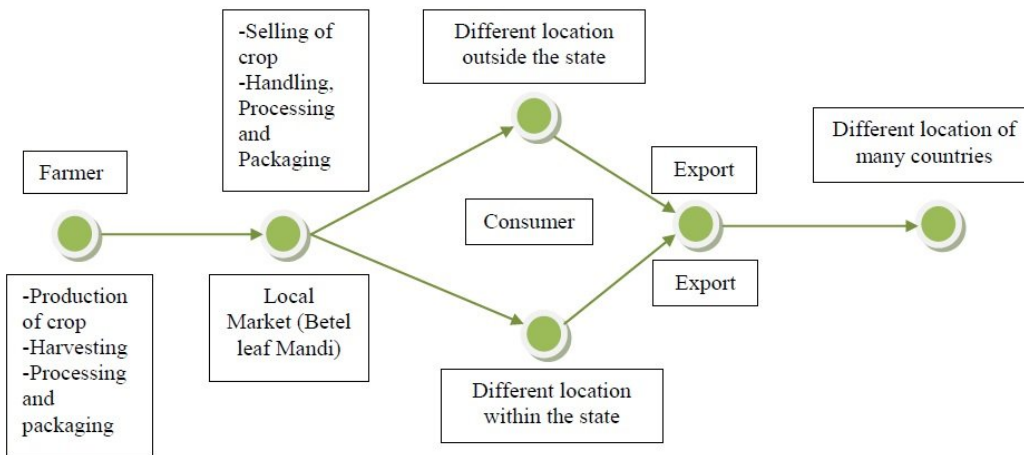 Farmer
-Production
of crop
-Harvesting
-Processing
and
packaging
-Selling of
crop
-Handling,
Processing
and
Packaging
Local
Market (Betel
leaf Mandi)
Different location
outside the state
Consumer
Different location
within the state
Export
Export
Different location of
many countries